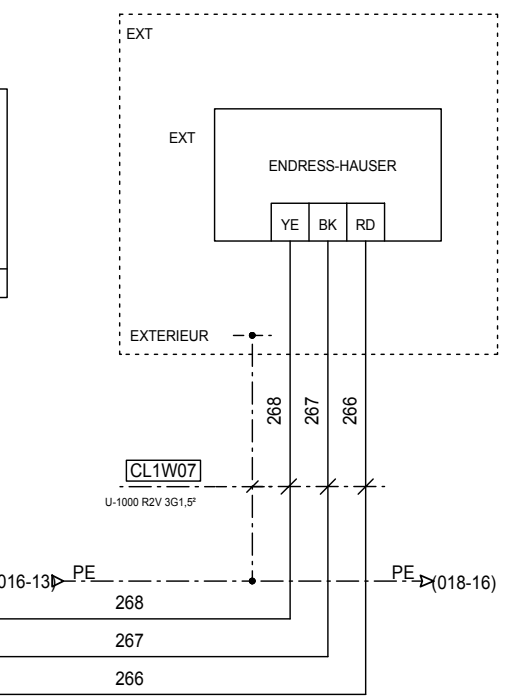 EXT
EXT
ENDRESS-HAUSER
YE BK RD
EXTERIEUR
268 267 266
CL1W07
U-1000 R2V 3G1,5²
016-13) PE PE (018-16)
268
267
266